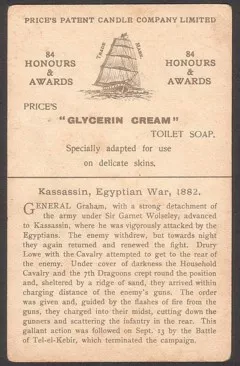 PRICE'S PATENT CANDLE COMPANY LIMITED
84
HONOURS
&
AWARDS
TRADE MARK.
84
HONOURS
&
AWARDS
PRICE'S
"GLYCERIN CREAM"
TOILET SOAP.
Specially adapted for use
on delicate skins.
Kassassin, Egyptian War, 1882.
GENERAL Graham, with a strong detachment of
the army under Sir Garnet Wolseley, advanced
to Kassassin, where he was vigorously attacked by the
Egyptians. The enemy withdrew, but towards night
they again returned and renewed the fight. Drury
Lowe with the Cavalry attempted to get to the rear of
the enemy. Under cover of darkness the Household
Cavalry and the 7th Dragoons crept round the position
and, sheltered by a ridge of sand, they arrived within
charging distance of the enemy's guns. The order
was given and, guided by the flashes of fire from the
guns, they charged into their midst, cutting down the
gunners and scattering the infantry in the rear. This
gallant action was followed on Sept. 13 by the Battle
of Tel-el-Kebir, which terminated the campaign.